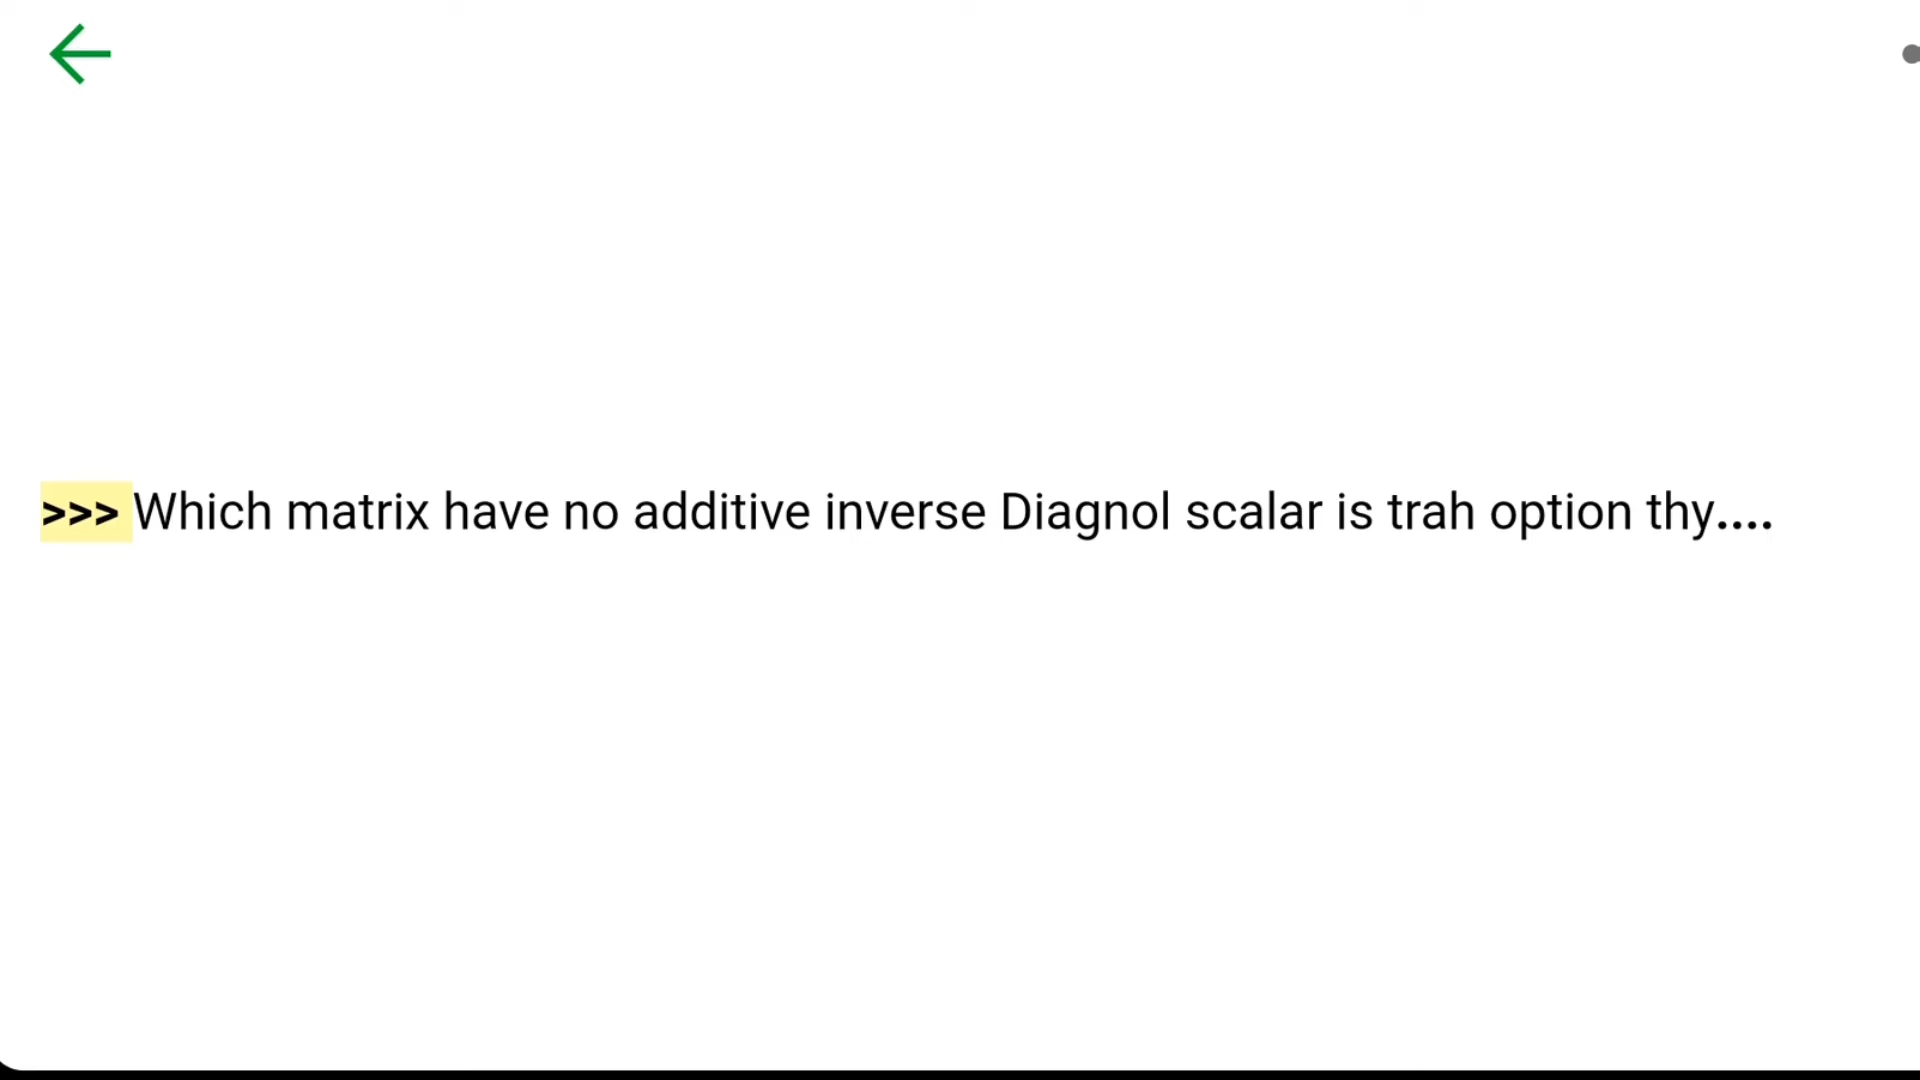 >>> Which matrix have no additive inverse Diagnol scalar is trah option thy....